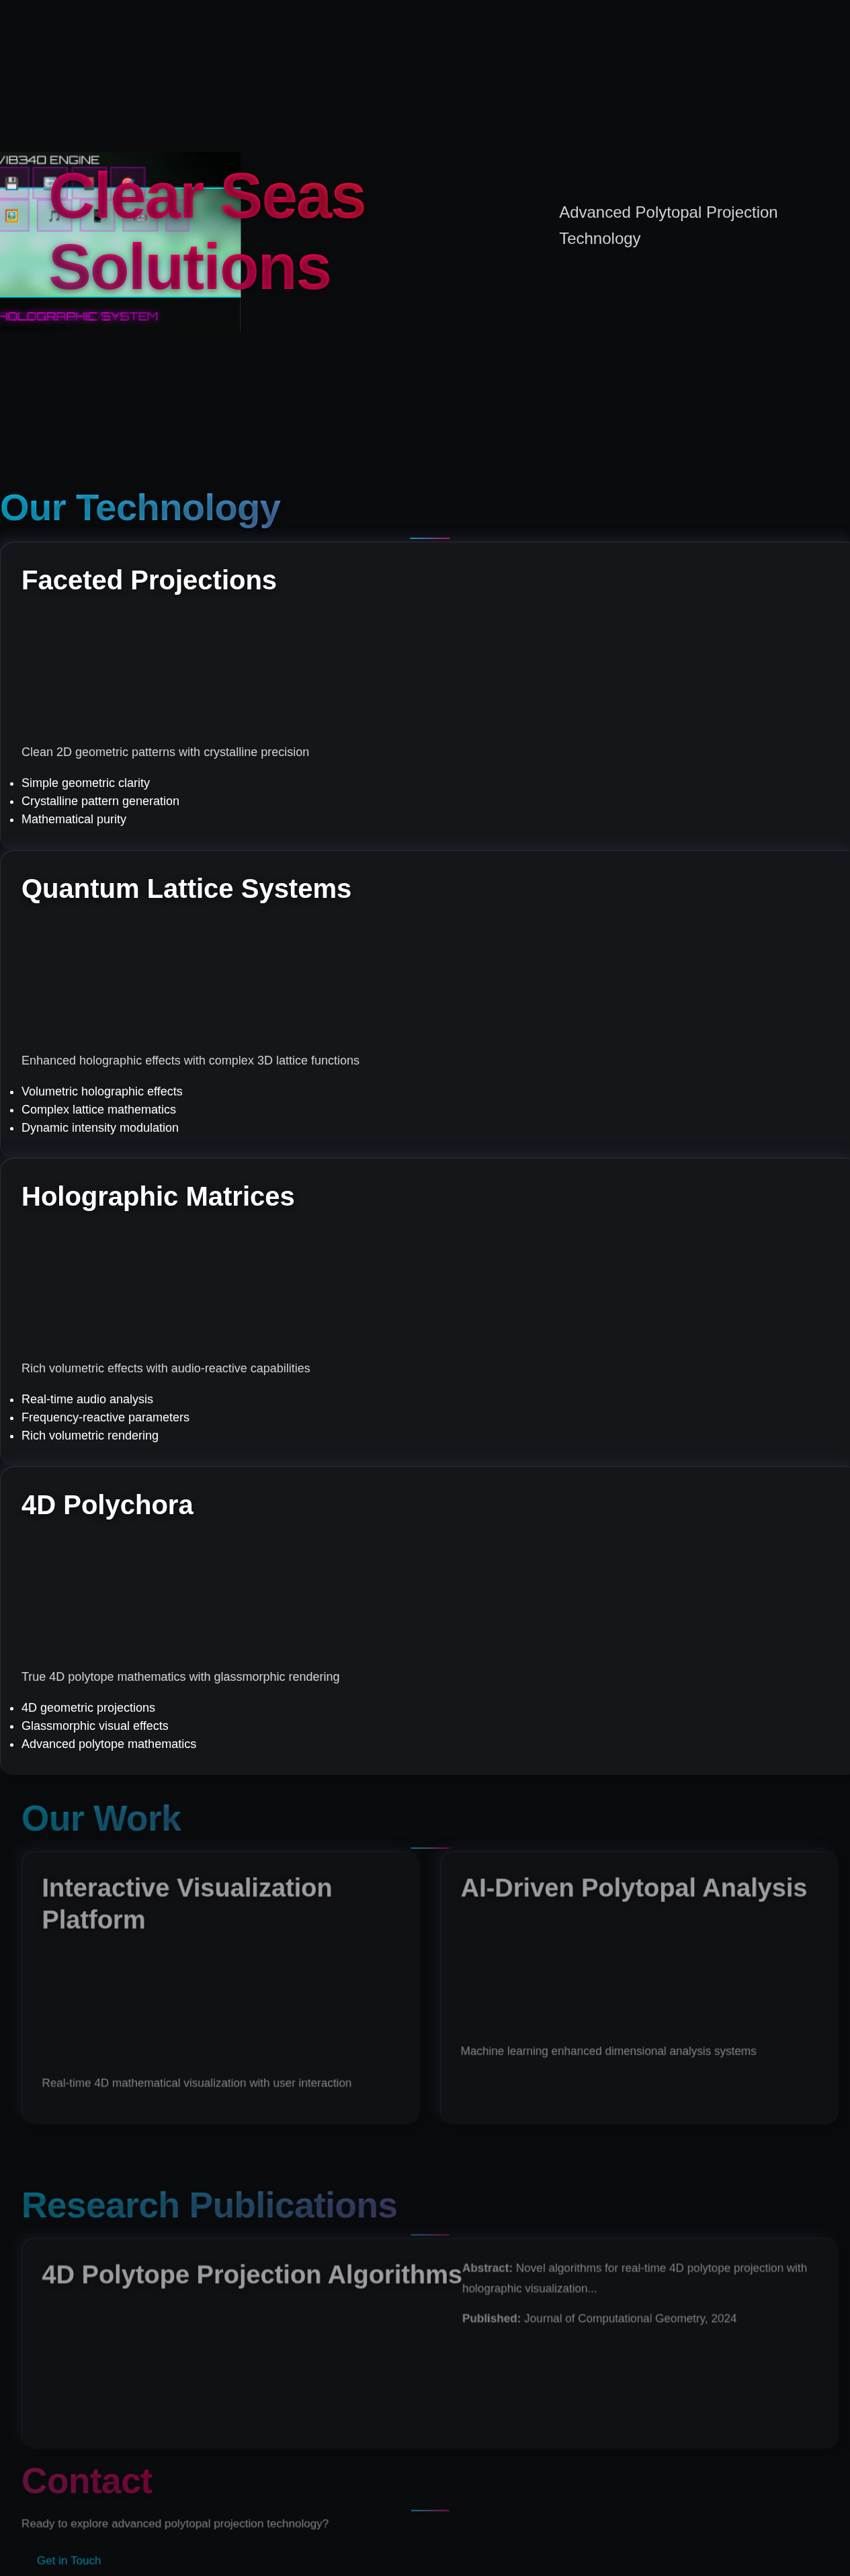 VIB34D ENGINE
Clear Seas
Solutions
HOLOGRAPHIC SYSTEM
Advanced Polytopal Projection
Technology
Our Technology
Faceted Projections
Clean 2D geometric patterns with crystalline precision
Simple geometric clarity
Crystalline pattern generation
Mathematical purity
Quantum Lattice Systems
Enhanced holographic effects with complex 3D lattice functions
Volumetric holographic effects
Complex lattice mathematics
Dynamic intensity modulation
Holographic Matrices
Rich volumetric effects with audio-reactive capabilities
Real-time audio analysis
Frequency-reactive parameters
Rich volumetric rendering
4D Polychora
True 4D polytope mathematics with glassmorphic rendering
4D geometric projections
Glassmorphic visual effects
Advanced polytope mathematics
Our Work
Interactive Visualization
Platform
Real-time 4D mathematical visualization with user interaction
AI-Driven Polytopal Analysis
Machine learning enhanced dimensional analysis systems
Research Publications
4D Polytope Projection Algorithms
Abstract: Novel algorithms for real-time 4D polytope projection with
holographic visualization...
Published: Journal of Computational Geometry, 2024
Contact
Ready to explore advanced polytopal projection technology?
Get in Touch